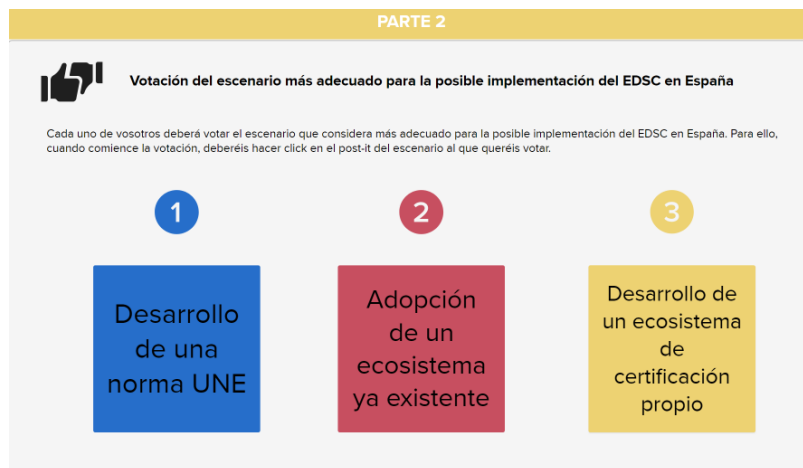 PARTE 2
Votación del escenario más adecuado para la posible implementación del EDSC en España
Cada uno de vosotros deberá votar el escenario que considera más adecuado para la posible implementación del EDSC en España. Para ello,
cuando comience la votación, deberéis hacer click en el post-it del escenario al que queréis votar.
1
2
3
Desarrollo
de una
norma UNE
Adopción
de un
ecosistema
ya existente
Desarrollo de
un ecosistema
de
certificación
propio